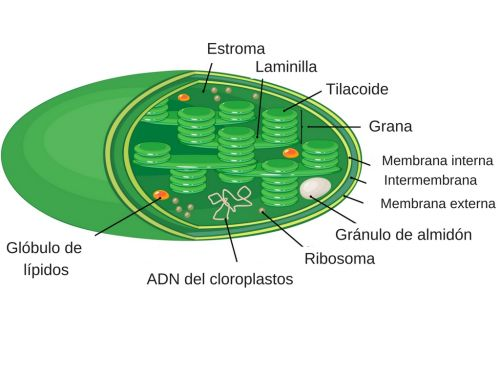 Estroma
Laminilla
Tilacoide
Grana
Membrana interna
Intermembrana
Membrana externa
Gránulo de almidón
Ribosoma
ADN del cloroplastos
Glóbulo de
lípidos